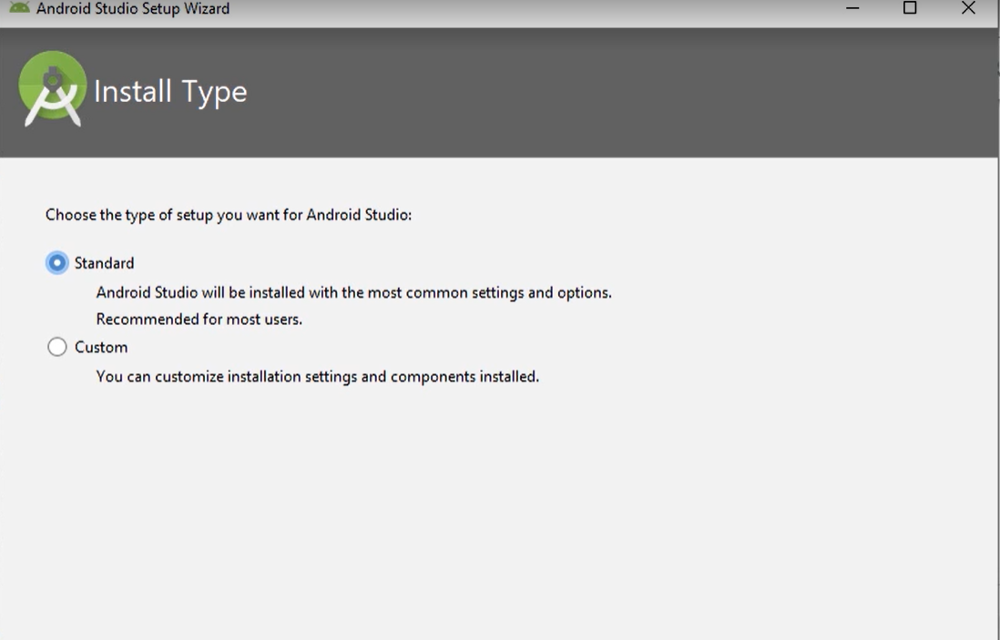 Android Studio Setup Wizard
Install Type
Choose the type of setup you want for Android Studio:
Standard
Android Studio will be installed with the most common settings and options.
Recommended for most users.
Custom
You can customize installation settings and components installed.